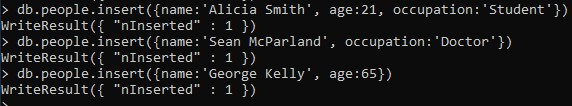 > db.people.insert({name:'Alicia Smith', age:21, occupation:'Student'})
WriteResult({ "nInserted" : 1 })
> db.people.insert({name:'Sean McParland', occupation:'Doctor'})
WriteResult({ "nInserted" : 1 })
> db.people.insert({name:'George Kelly', age:65})
WriteResult({ "nInserted" : 1 })